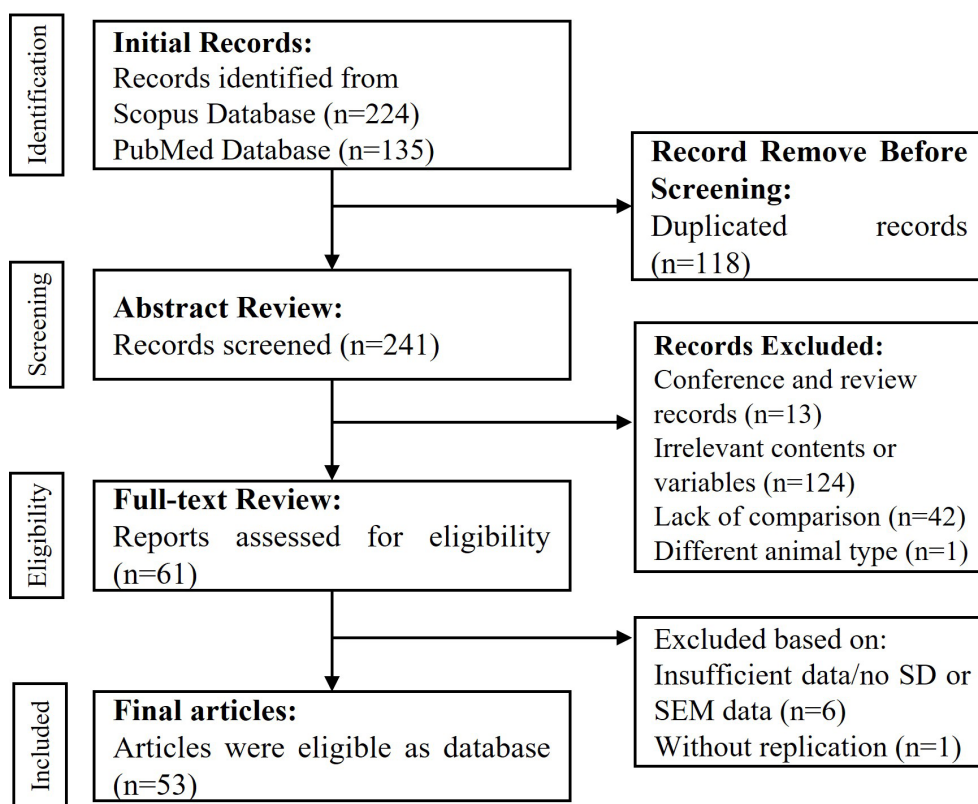 Identification
Initial Records:
Records identified from
Scopus Database (n=224)
PubMed Database (n=135)
Record Remove Before
Screening:
Duplicated records
(n=118)
Screening
Abstract Review:
Records screened (n=241)
Records Excluded:
Conference and review
records (n=13)
Irrelevant contents or
variables (n=124)
Lack of comparison (n=42)
Different animal type (n=1)
Eligibility
Full-text Review:
Reports assessed for eligibility
(n=61)
Excluded based on:
Insufficient data/no SD or
SEM data (n=6)
Without replication (n=1)
Included
Final articles:
Articles were eligible as database
(n=53)